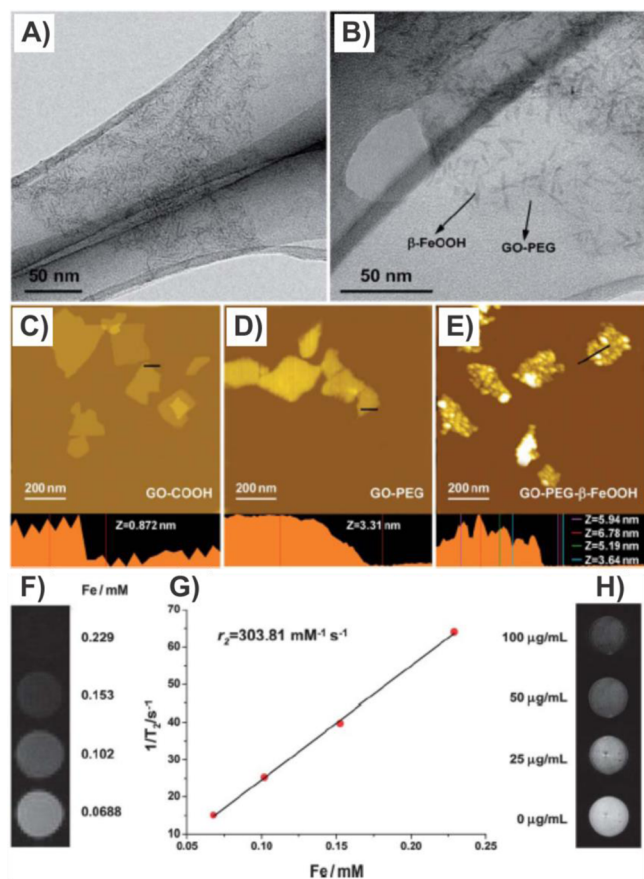 A)
B)
β-FeOOH
GO-PEG
50 nm
50 nm
C)
D)
E)
200 nm
GO-COOH
200 nm
GO-PEG
200 nm
GO-PEG-β-FeOOH
Z=0.872 nm
Z=3.31 nm
Z=5.94 nm
Z=6.78 nm
Z=5.19 nm
Z=3.64 nm
F)
Fe / mM
0.229
0.153
0.102
0.0688
G)
r₂=303.81 mM⁻¹ s⁻¹
1/T₂/s⁻¹
70
60
50
40
30
20
10
0.05
0.10
0.15
0.20
0.25
Fe / mM
H)
100 μg/mL
50 μg/mL
25 μg/mL
0 μg/mL